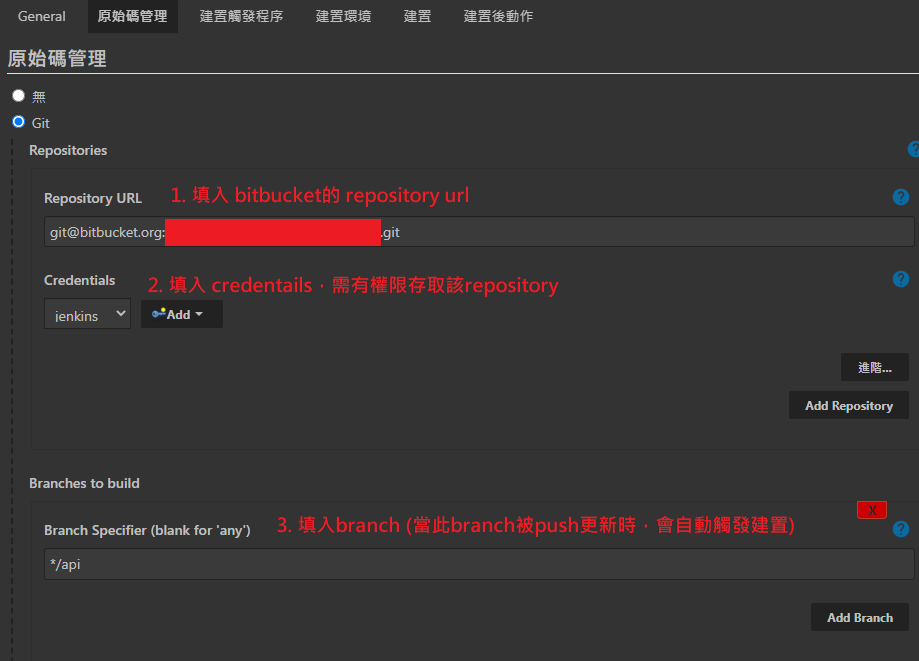 General 原始碼管理 建置觸發程序 建置環境 建置 建置後動作
原始碼管理
無
Git
Repositories
Repository URL 1. 填入 bitbucket的 repository url
git@bitbucket.org: .git
Credentials 2. 填入 credentails，需有權限存取該repository
jenkins Add
進階...
Add Repository
Branches to build
X
Branch Specifier (blank for 'any') 3. 填入branch (當此branch被push更新時，會自動觸發建置)
*/api
Add Branch